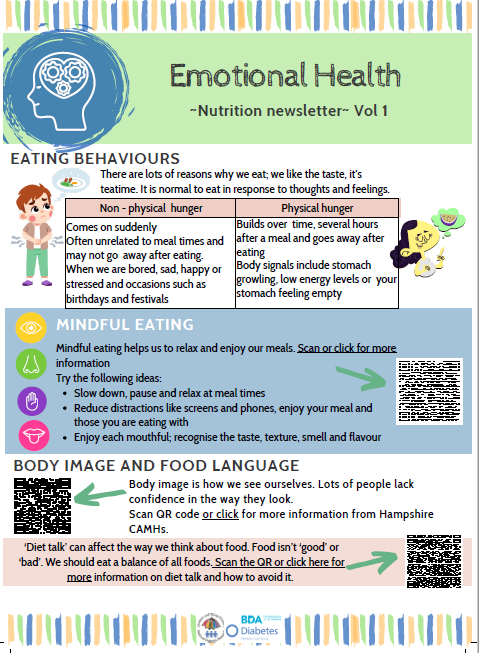 Emotional Health
~Nutrition newsletter~ Vol 1
EATING BEHAVIOURS
There are lots of reasons why we eat; we like the taste, it's
teatime. It is normal to eat in response to thoughts and feelings.
Non - physical hunger
Comes on suddenly
Often unrelated to meal times and
may not go away after eating.
When we are bored, sad, happy or
stressed and occasions such as
birthdays and festivals
Physical hunger
Builds over time, several hours
after a meal and goes away after
eating
Body signals include stomach
growling, low energy levels or your
stomach feeling empty
MINDFUL EATING
Mindful eating helps us to relax and enjoy our meals. Scan or click for more
information
Try the following ideas:
• Slow down, pause and relax at meal times
• Reduce distractions like screens and phones, enjoy your meal and
those you are eating with
• Enjoy each mouthful; recognise the taste, texture, smell and flavour
BODY IMAGE AND FOOD LANGUAGE
Body image is how we see ourselves. Lots of people lack
confidence in the way they look.
Scan QR code or click for more information from Hampshire
CAMHs.
'Diet talk' can affect the way we think about food. Food isn't 'good' or
'bad'. We should eat a balance of all foods. Scan the QR or click here for
more information on diet talk and how to avoid it.
BDA
Diabetes